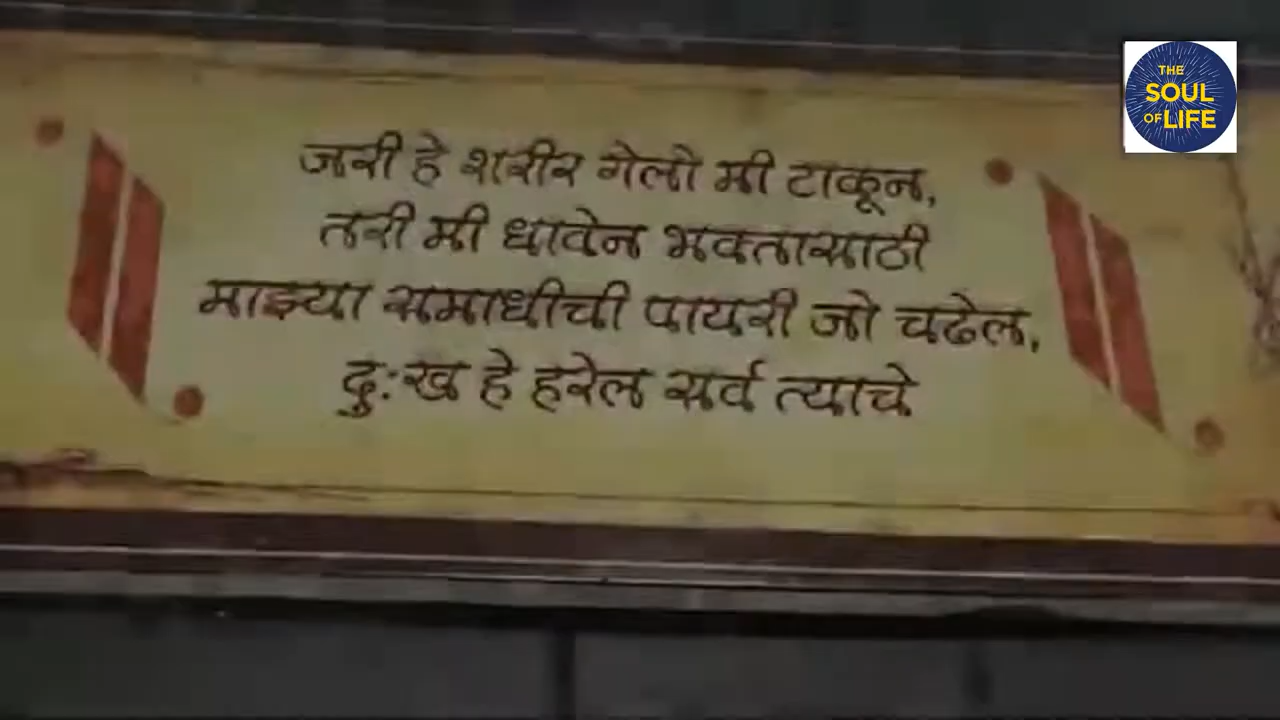 जरी हे शरीर गेलो मी टाकून,
तरी मी धावेन भक्तासाठी
माझ्या समाधीची पायरी जो चढेल,
दु:ख हे हरेल सर्व त्याचे
THE
SOUL
OF LIFE